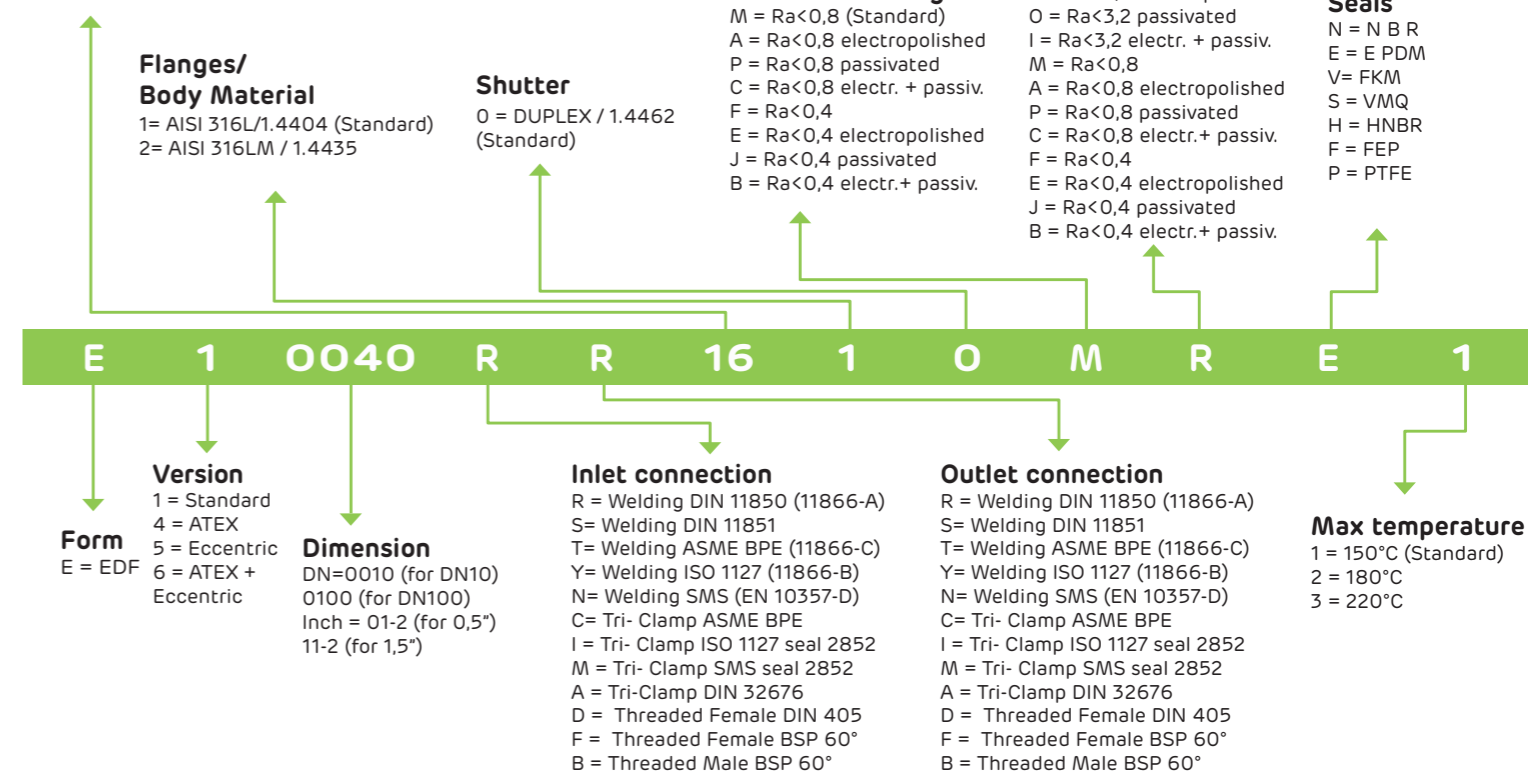 M = Ra<0,8 (Standard)
A = Ra<0,8 electropolished
P = Ra<0,8 passivated
C = Ra<0,8 electr. + passiv.
F = Ra<0,4
E = Ra<0,4 electropolished
J = Ra<0,4 passivated
B = Ra<0,4 electr.+ passiv.
O = Ra<3,2 passivated
I = Ra<3,2 electr. + passiv.
M = Ra<0,8
A = Ra<0,8 electropolished
P = Ra<0,8 passivated
C = Ra<0,8 electr.+ passiv.
F = Ra<0,4
E = Ra<0,4 electropolished
J = Ra<0,4 passivated
B = Ra<0,4 electr.+ passiv.
Seals
N = N B R
E = E PDM
V= FKM
S = VMQ
H = HNBR
F = FEP
P = PTFE
Flanges/
Body Material
1= AISI 316L/1.4404 (Standard)
2= AISI 316LM / 1.4435
Shutter
0 = DUPLEX / 1.4462
(Standard)
E 1 0040 R R 16 1 0 M R E 1
Form
E = EDF
Version
1 = Standard
4 = ATEX
5 = Eccentric
6 = ATEX +
Eccentric
Dimension
DN=0010 (for DN10)
0100 (for DN100)
Inch = 01-2 (for 0,5”)
11-2 (for 1,5”)
Inlet connection
R = Welding DIN 11850 (11866-A)
S= Welding DIN 11851
T= Welding ASME BPE (11866-C)
Y= Welding ISO 1127 (11866-B)
N= Welding SMS (EN 10357-D)
C= Tri- Clamp ASME BPE
I = Tri- Clamp ISO 1127 seal 2852
M = Tri- Clamp SMS seal 2852
A = Tri-Clamp DIN 32676
D =  Threaded Female DIN 405
F =  Threaded Female BSP 60°
B = Threaded Male BSP 60°
Outlet connection
R = Welding DIN 11850 (11866-A)
S= Welding DIN 11851
T= Welding ASME BPE (11866-C)
Y= Welding ISO 1127 (11866-B)
N= Welding SMS (EN 10357-D)
C= Tri- Clamp ASME BPE
I = Tri- Clamp ISO 1127 seal 2852
M = Tri- Clamp SMS seal 2852
A = Tri-Clamp DIN 32676
D =  Threaded Female DIN 405
F =  Threaded Female BSP 60°
B = Threaded Male BSP 60°
Max temperature
1 = 150°C (Standard)
2 = 180°C
3 = 220°C